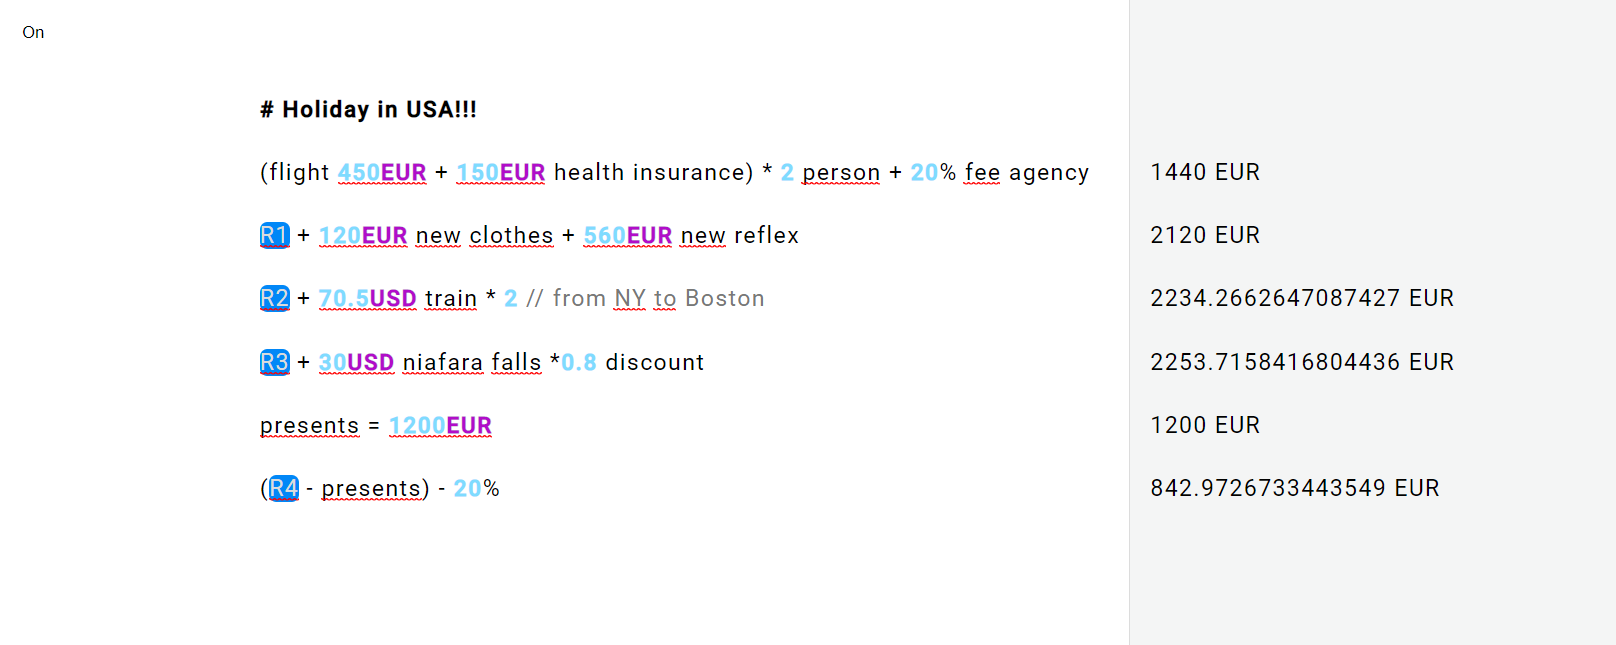 On
# Holiday in USA!!!
(flight 450EUR + 150EUR health insurance) * 2 person + 20% fee agency 1440 EUR
R1 + 120EUR new clothes + 560EUR new reflex 2120 EUR
R2 + 70.5USD train * 2 // from NY to Boston 2234.2662647087427 EUR
R3 + 30USD niafara falls *0.8 discount 2253.7158416804436 EUR
presents = 1200EUR 1200 EUR
(R4 - presents) - 20% 842.9726733443549 EUR